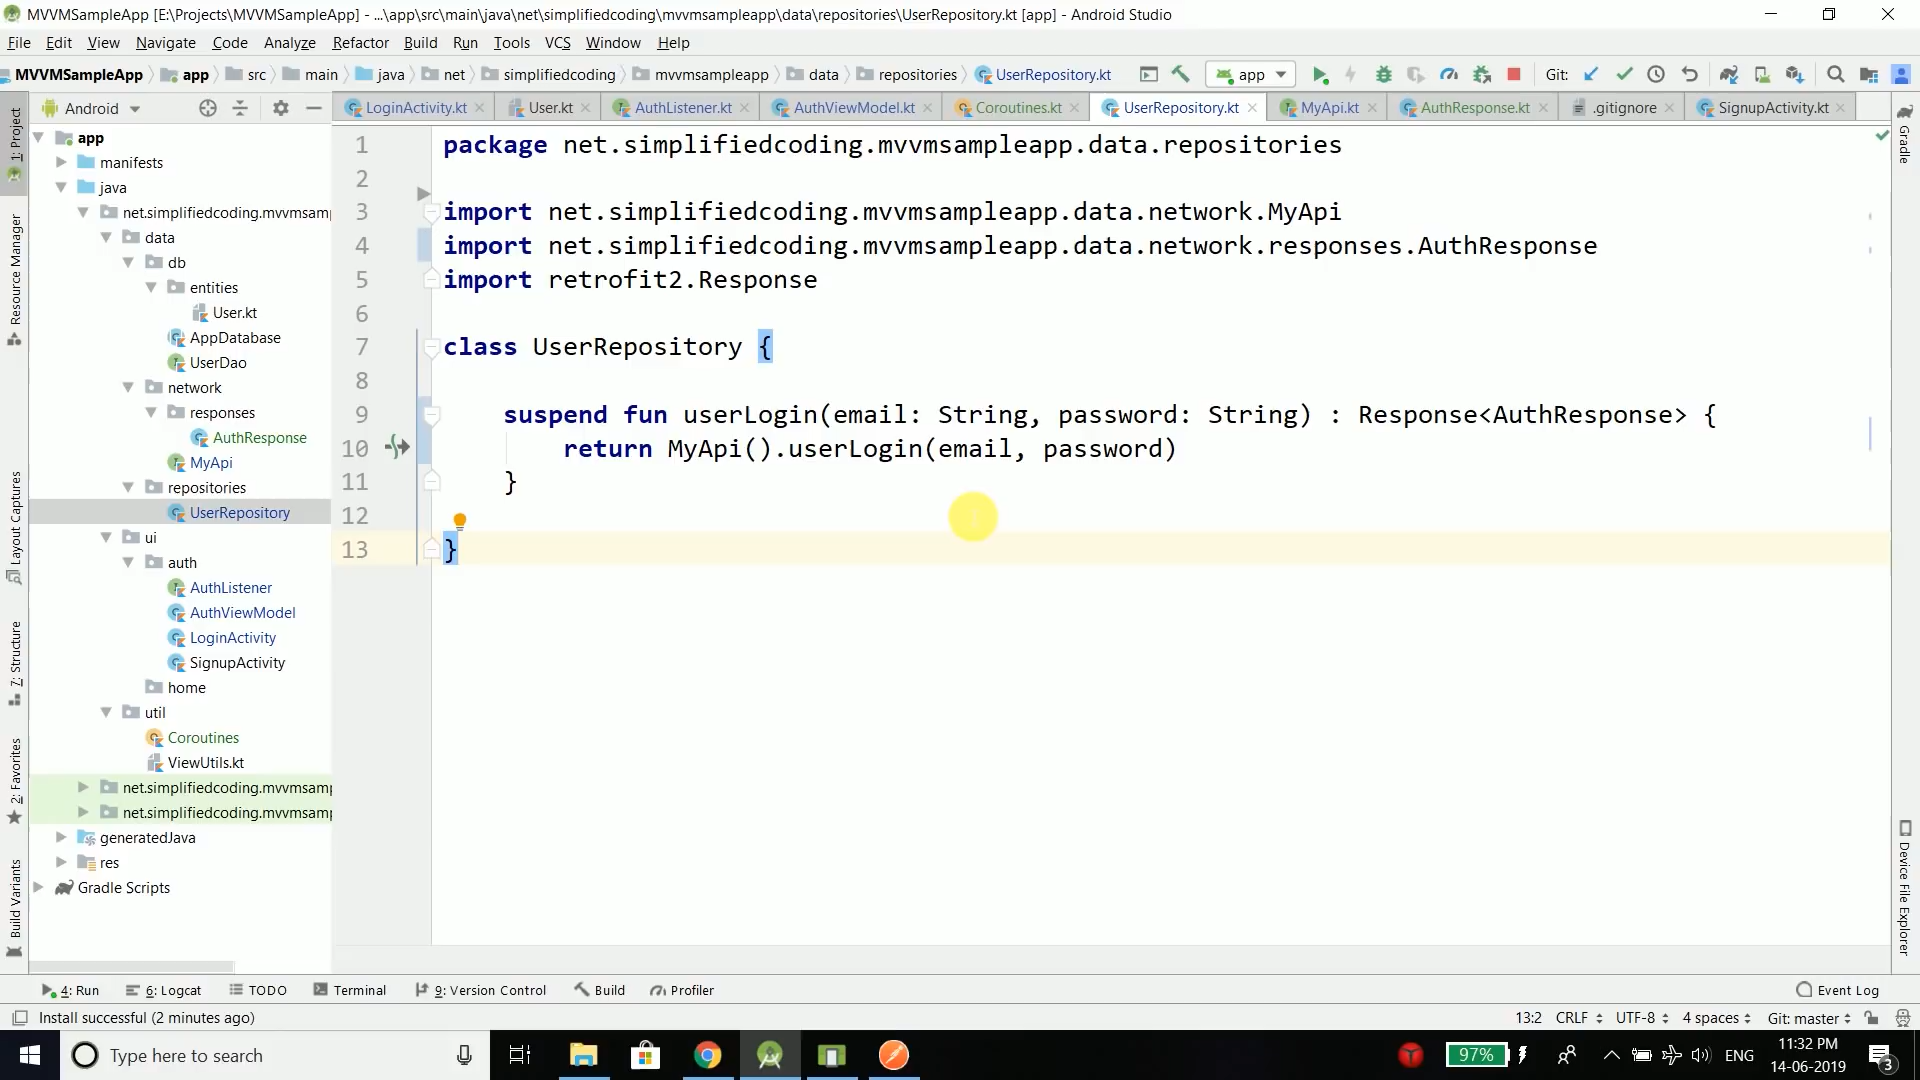 MVVMSampleApp [E:\Projects\MVVMSampleApp] - ...\app\src\main\java\net\simplifiedcoding\mvvmsampleapp\data\repositories\UserRepository.kt [app] - Android Studio
File Edit View Navigate Code Analyze Refactor Build Run Tools VCS Window Help
MVVMSampleApp app src main java net simplifiedcoding mvvmsampleapp data repositories UserRepository.kt app Git:
Android
LoginActivity.kt User.kt AuthListener.kt AuthViewModel.kt Coroutines.kt UserRepository.kt MyApi.kt AuthResponse.kt .gitignore SignupActivity.kt
1: Project
Resource Manager
Layout Captures
7: Structure
2: Favorites
Build Variants
app
manifests
java
net.simplifiedcoding.mvvmsam
data
db
entities
User.kt
AppDatabase
UserDao
network
responses
AuthResponse
MyApi
repositories
UserRepository
ui
auth
AuthListener
AuthViewModel
LoginActivity
SignupActivity
home
util
Coroutines
ViewUtils.kt
net.simplifiedcoding.mvvmsam
net.simplifiedcoding.mvvmsam
generatedJava
res
Gradle Scripts
1 package net.simplifiedcoding.mvvmsampleapp.data.repositories
2
3 import net.simplifiedcoding.mvvmsampleapp.data.network.MyApi
4 import net.simplifiedcoding.mvvmsampleapp.data.network.responses.AuthResponse
5 import retrofit2.Response
6
7 class UserRepository {
8
9 suspend fun userLogin(email: String, password: String) : Response<AuthResponse> {
10 return MyApi().userLogin(email, password)
11 }
12
13 }
Gradle
Device File Explorer
4: Run 6: Logcat TODO Terminal 9: Version Control Build Profiler Event Log
Install successful (2 minutes ago) 13:2 CRLF UTF-8 4 spaces Git: master
Type here to search 97% ENG 11:32 PM
14-06-2019
3